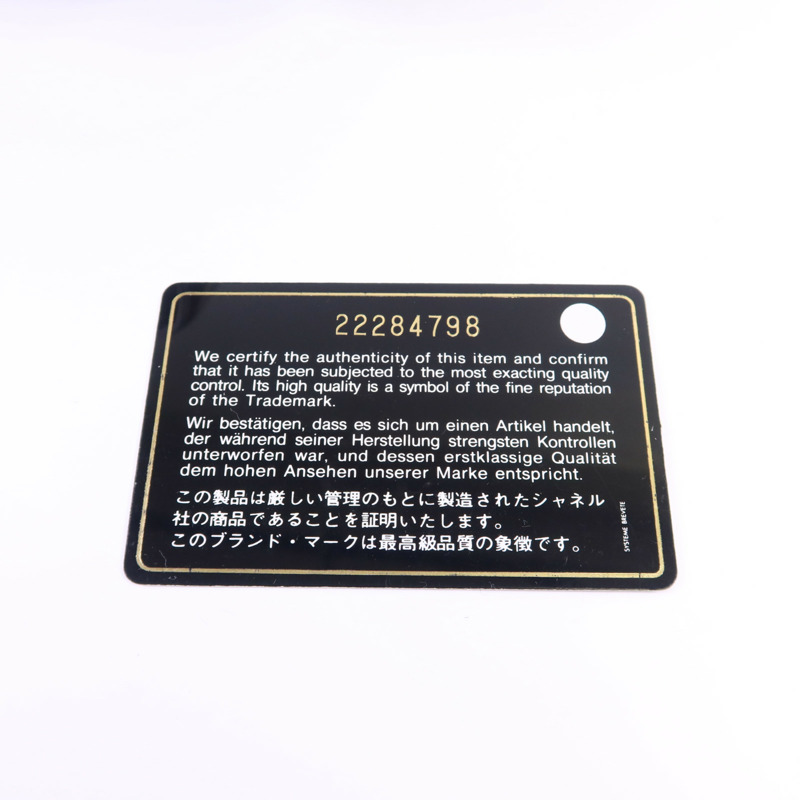 22284798
We certify the authenticity of this item and confirm
that it has been subjected to the most exacting quality
control. Its high quality is a symbol of the fine reputation
of the Trademark.
Wir bestätigen, dass es sich um einen Artikel handelt,
der während seiner Herstellung strengsten Kontrollen
unterworfen war, und dessen erstklassige Qualität
dem hohen Ansehen unserer Marke entspricht.
この製品は厳しい管理のもとに製造されたシャネル
社の商品であることを証明いたします。
このブランド・マークは最高級品質の象徴です。
SYSTEME BREVETE